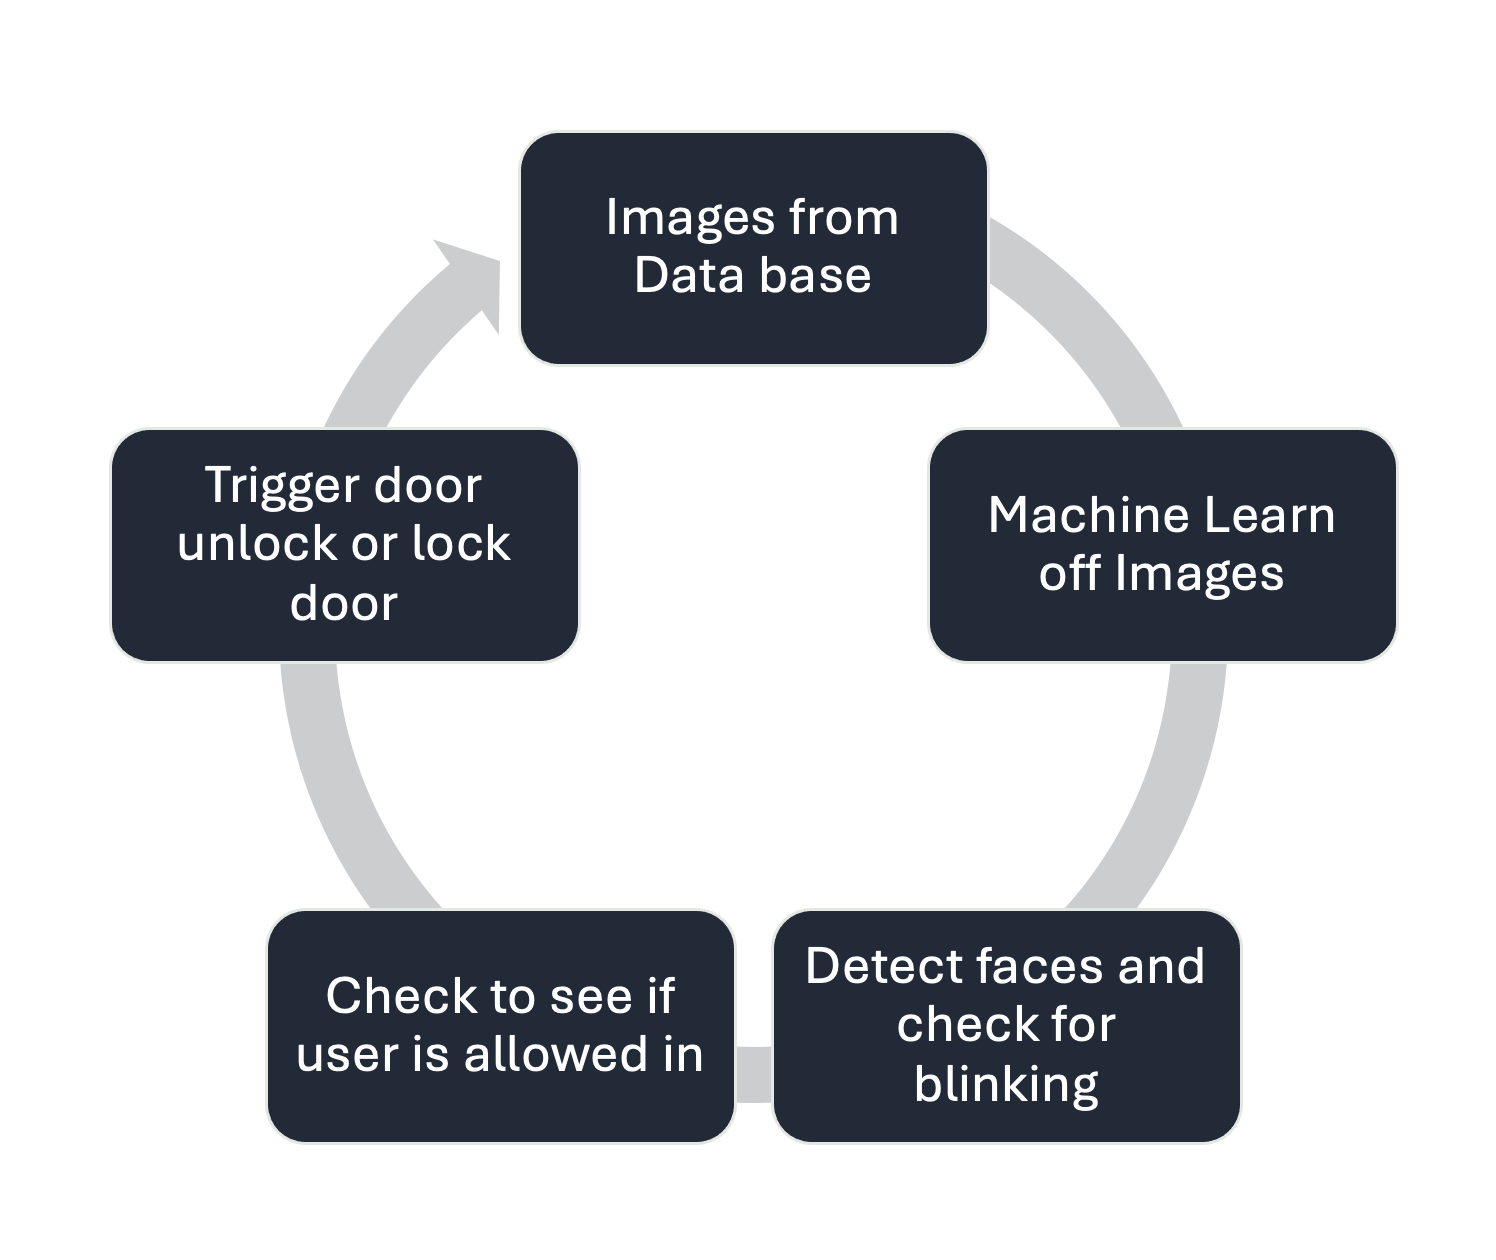 Images from
Data base
Machine Learn
off Images
Detect faces and
check for
blinking
Check to see if
user is allowed in
Trigger door
unlock or lock
door